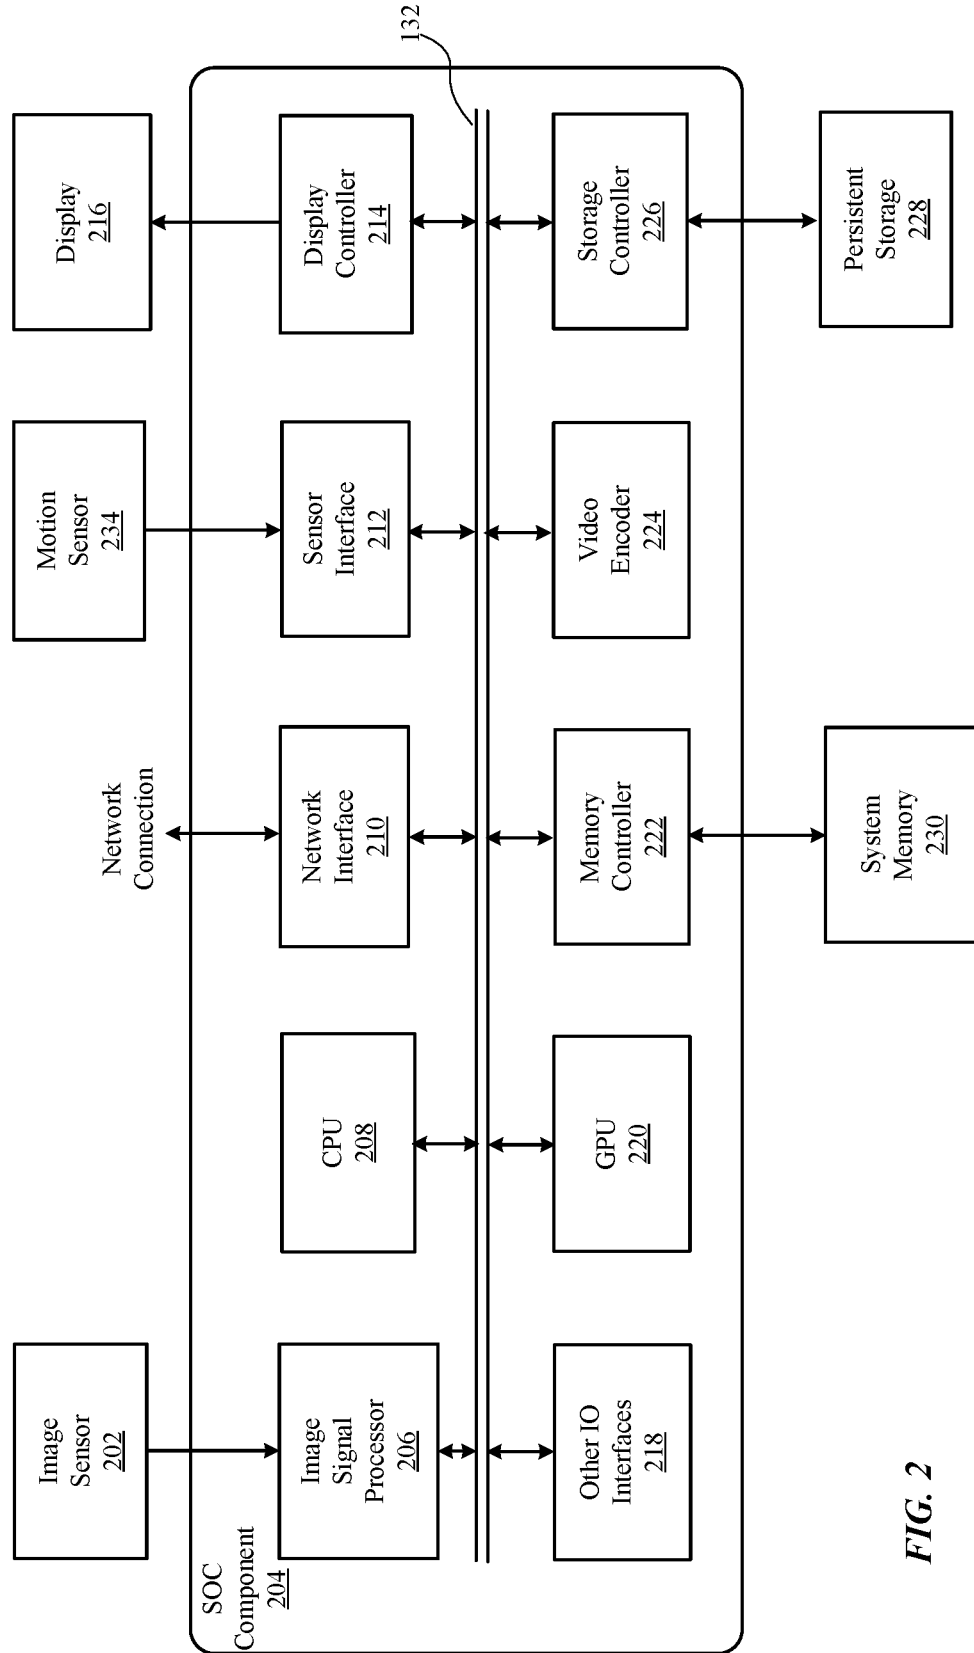 Image
Sensor
202
Network
Connection
Motion
Sensor
234
Display
216
SOC
Component
204
Image
Signal
Processor
206
CPU
208
Network
Interface
210
Sensor
Interface
212
Display
Controller
214
132
Other IO
Interfaces
218
GPU
220
Memory
Controller
222
Video
Encoder
224
Storage
Controller
226
System
Memory
230
Persistent
Storage
228
FIG. 2